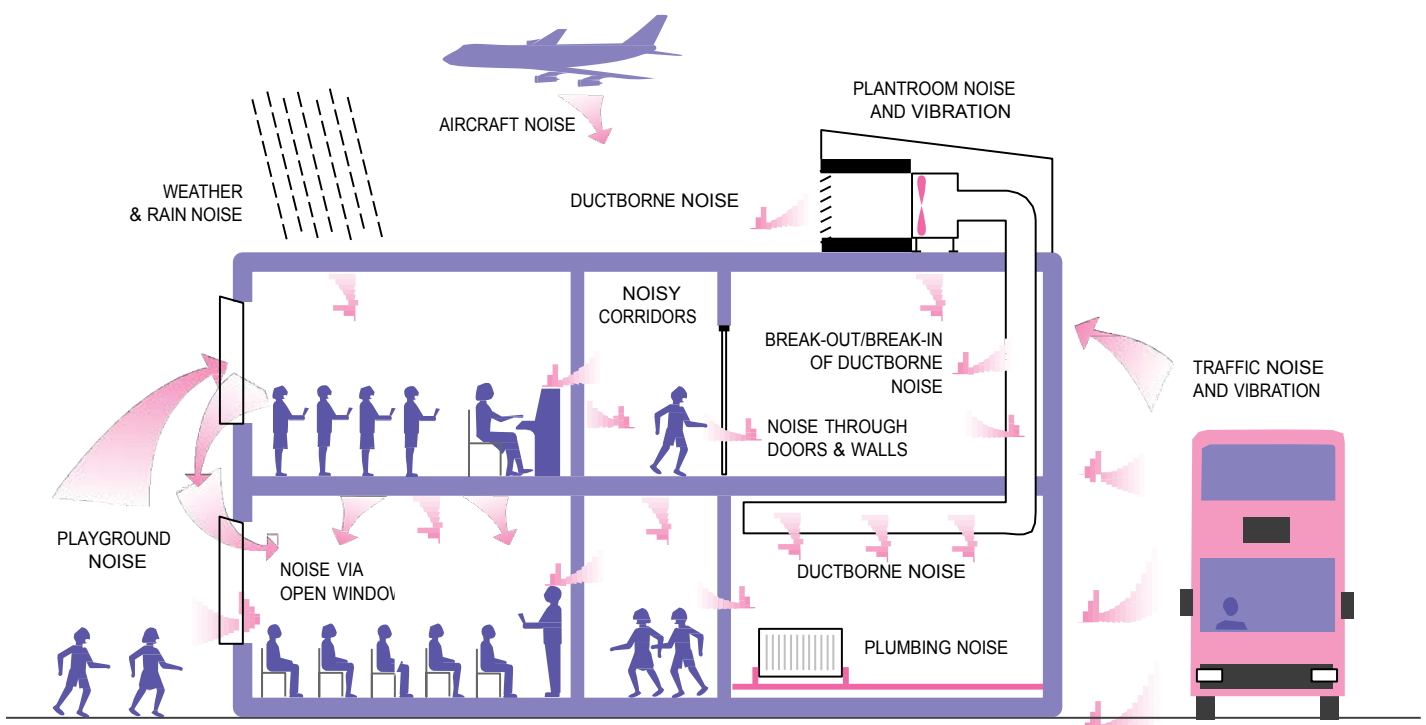 PLANTROOM NOISE
AND VIBRATION
AIRCRAFT NOISE
WEATHER
& RAIN NOISE
DUCTBORNE NOISE
NOISY
CORRIDORS
BREAK-OUT/BREAK-IN
OF DUCTBORNE
NOISE
TRAFFIC NOISE
AND VIBRATION
NOISE THROUGH
DOORS & WALLS
PLAYGROUND
NOISE
NOISE VIA
OPEN WINDOV
DUCTBORNE NOISE
PLUMBING NOISE